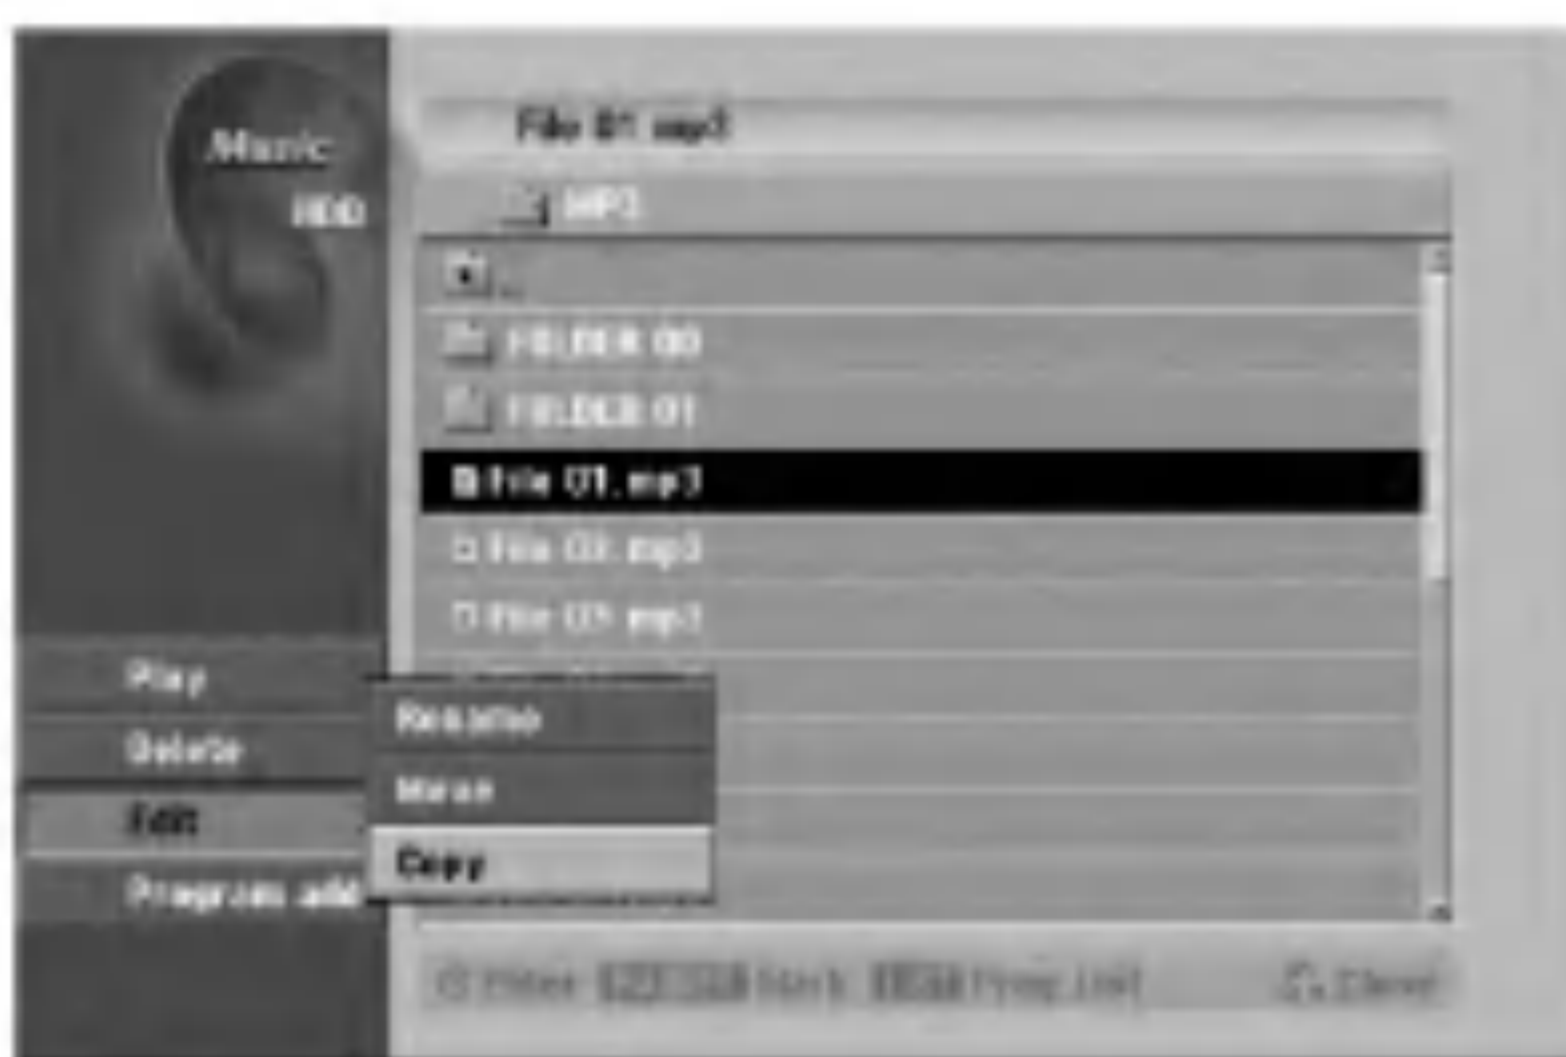 Music
HDD
File 01.mp3
MP3
..
FOLDER 00
FOLDER 01
File 01.mp3
File 02.mp3
File 03.mp3
Play
Delete
Edit
Program add
Rename
Move
Copy
Close